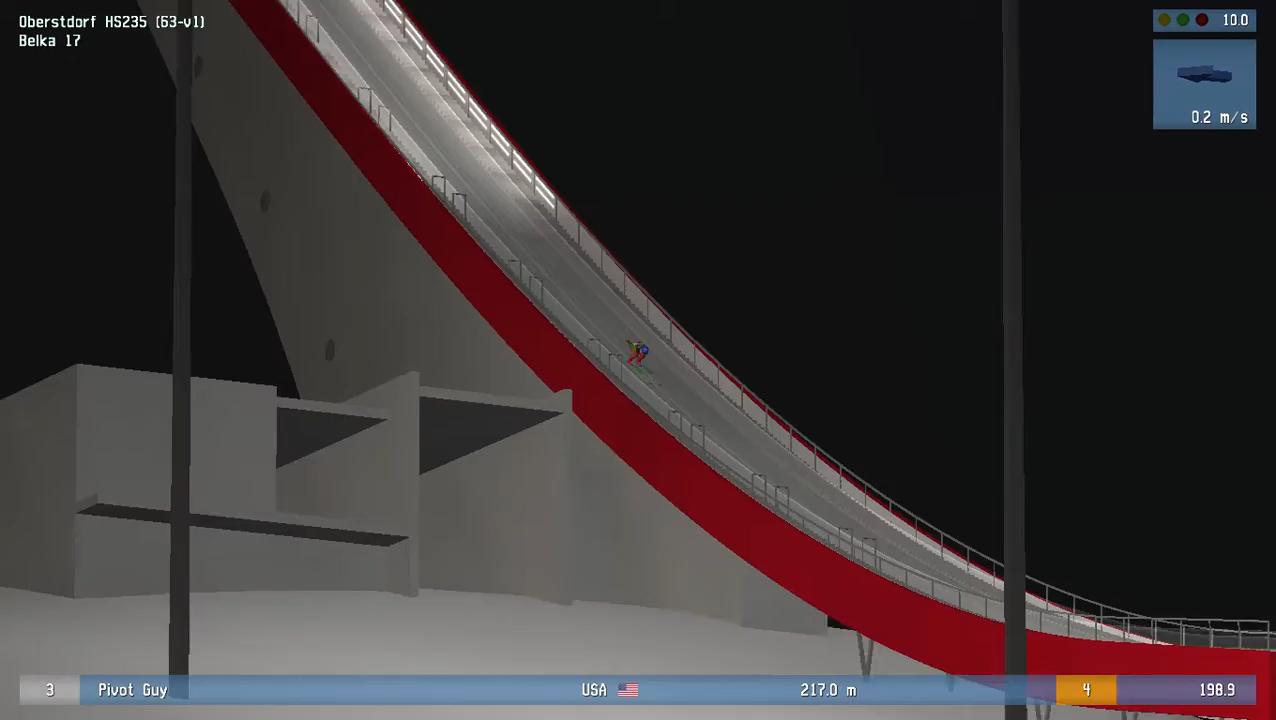 Oberstdorf HS235 (63-v1)
Belka 17
10.0
0.2 m/s
3 Pivot Guy USA 217.0 m 4 198.9